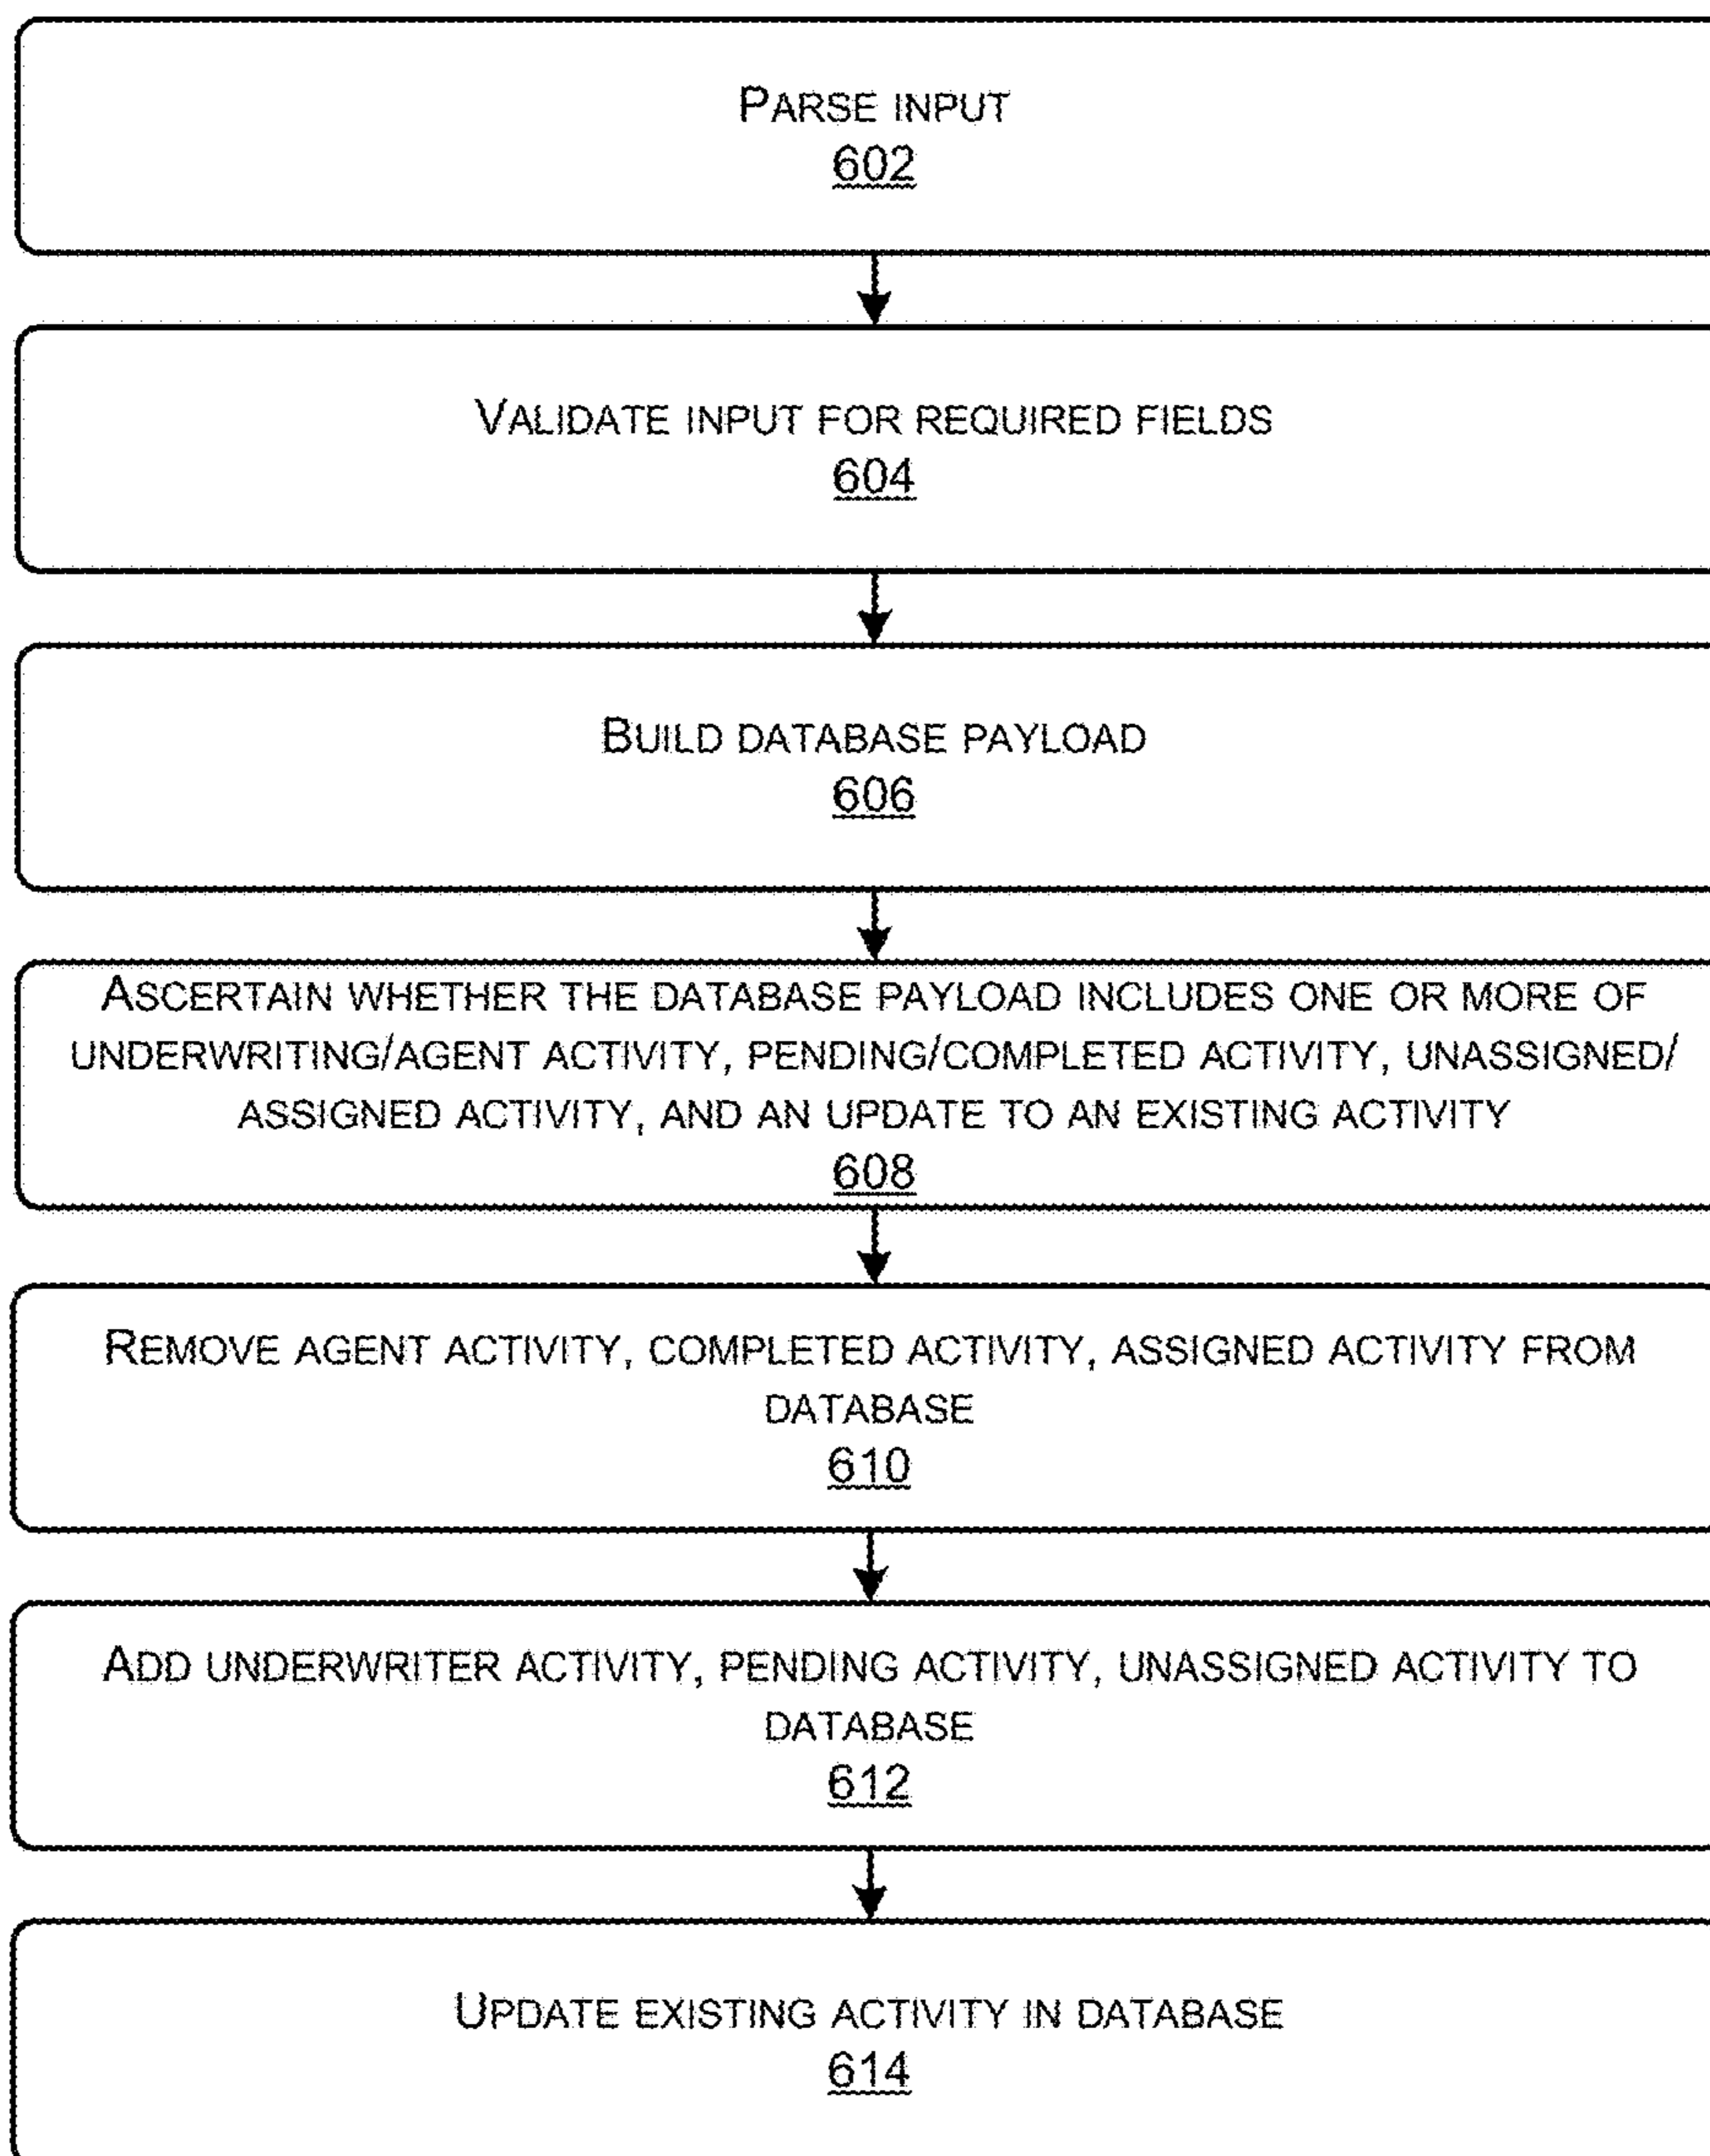 PARSE INPUT
602
VALIDATE INPUT FOR REQUIRED FIELDS
604
BUILD DATABASE PAYLOAD
606
ASCERTAIN WHETHER THE DATABASE PAYLOAD INCLUDES ONE OR MORE OF
UNDERWRITING/AGENT ACTIVITY, PENDING/COMPLETED ACTIVITY, UNASSIGNED/
ASSIGNED ACTIVITY, AND AN UPDATE TO AN EXISTING ACTIVITY
608
REMOVE AGENT ACTIVITY, COMPLETED ACTIVITY, ASSIGNED ACTIVITY FROM
DATABASE
610
ADD UNDERWRITER ACTIVITY, PENDING ACTIVITY, UNASSIGNED ACTIVITY TO
DATABASE
612
UPDATE EXISTING ACTIVITY IN DATABASE
614